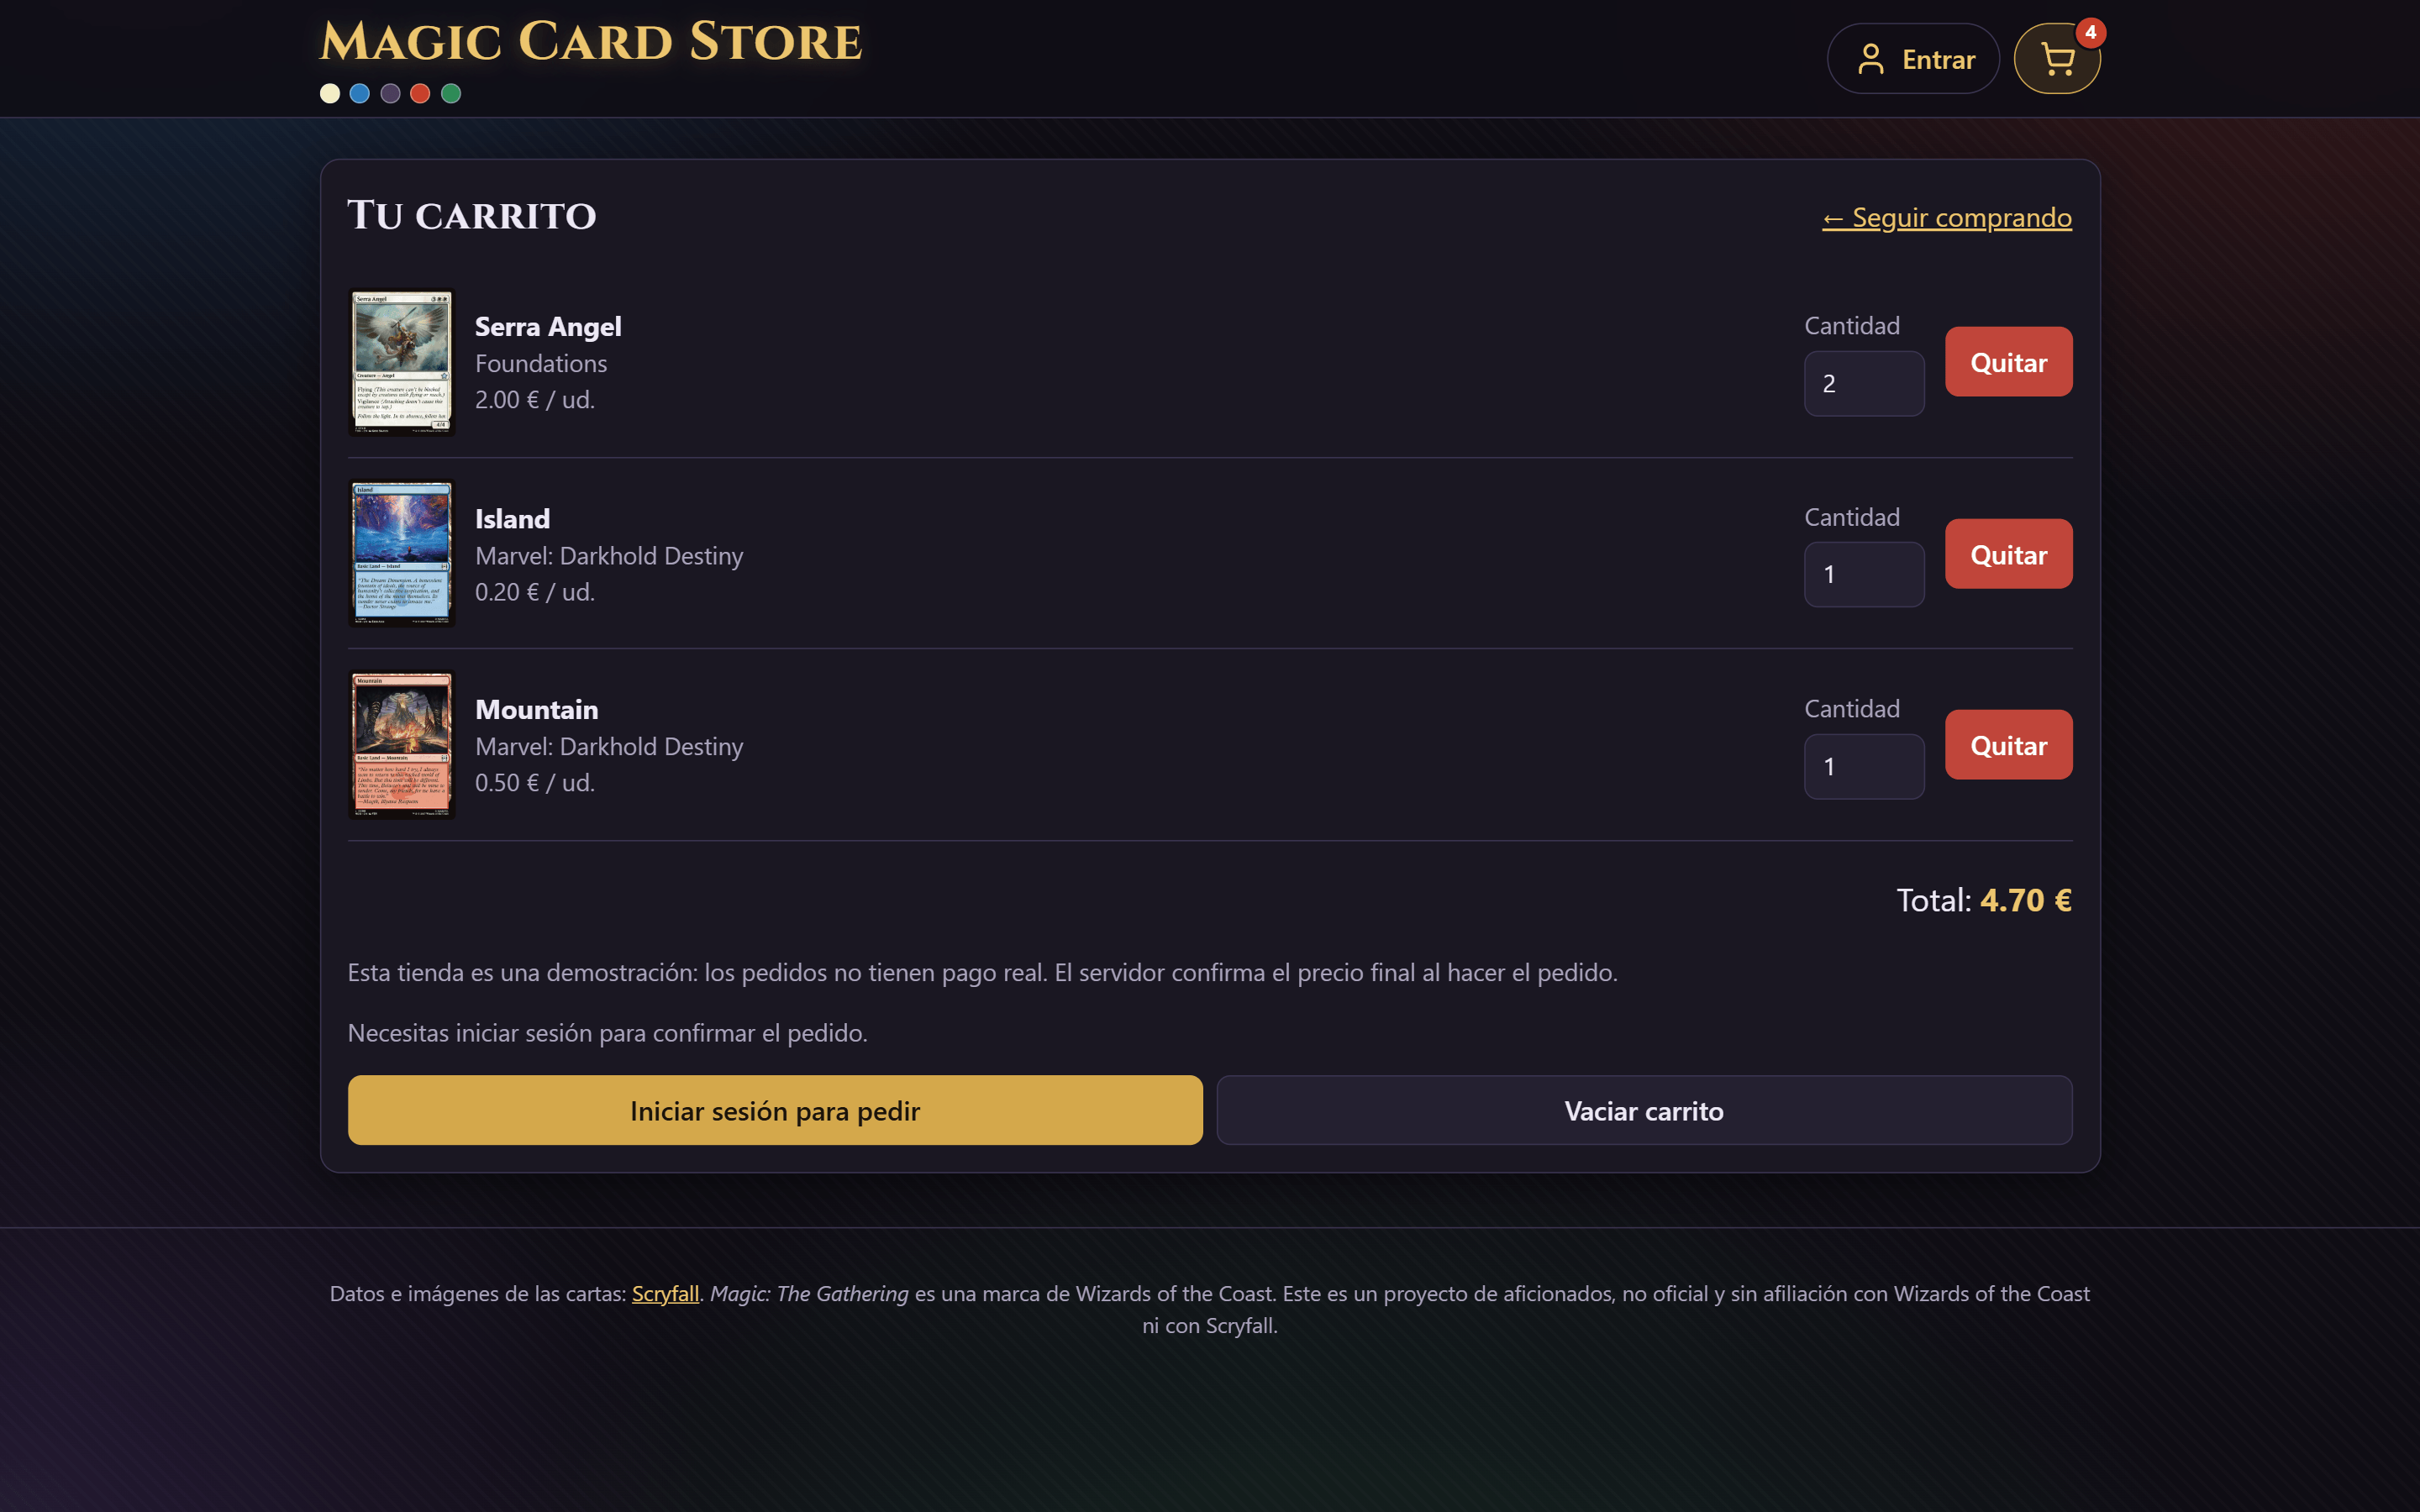 Magic Card Store
Entrar
4
Tu carrito
← Seguir comprando
Serra Angel
Foundations
2.00 € / ud.
Cantidad
2
Quitar
Island
Marvel: Darkhold Destiny
0.20 € / ud.
Cantidad
1
Quitar
Mountain
Marvel: Darkhold Destiny
0.50 € / ud.
Cantidad
1
Quitar
Total: 4.70 €
Esta tienda es una demostración: los pedidos no tienen pago real. El servidor confirma el precio final al hacer el pedido.
Necesitas iniciar sesión para confirmar el pedido.
Iniciar sesión para pedir
Vaciar carrito
Datos e imágenes de las cartas: Scryfall. Magic: The Gathering es una marca de Wizards of the Coast. Este es un proyecto de aficionados, no oficial y sin afiliación con Wizards of the Coast
ni con Scryfall.